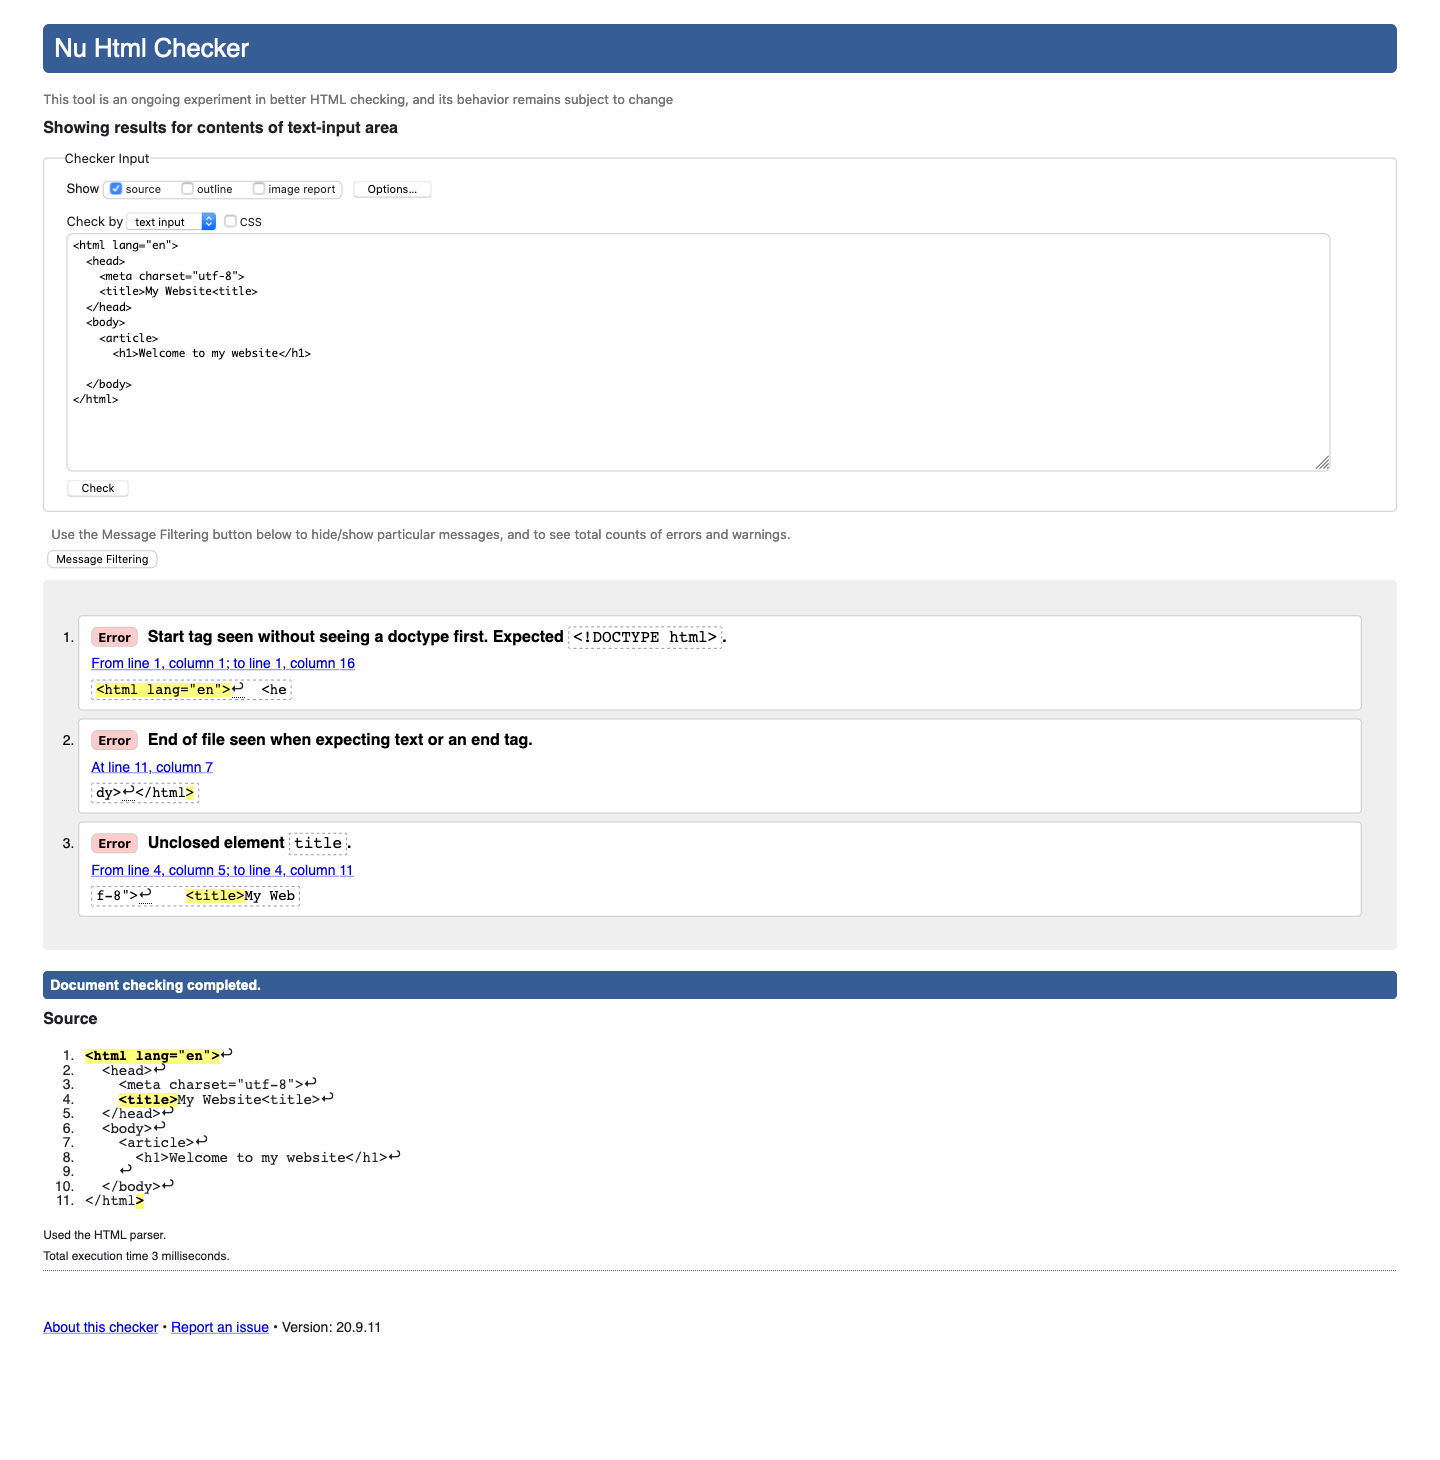 Nu Html Checker
This tool is an ongoing experiment in better HTML checking, and its behavior remains subject to change
Showing results for contents of text-input area
Checker Input
Show source outline image report Options...
Check by text input CSS
<html lang="en">
  <head>
    <meta charset="utf-8">
    <title>My Website<title>
  </head>
  <body>
    <article>
      <h1>Welcome to my website</h1>
  </body>
</html>
Check
Use the Message Filtering button below to hide/show particular messages, and to see total counts of errors and warnings.
Message Filtering
1. Error Start tag seen without seeing a doctype first. Expected <!DOCTYPE html>.
From line 1, column 1; to line 1, column 16
<html lang="en">↩  <he
2. Error End of file seen when expecting text or an end tag.
At line 11, column 7
dy>↩</html>
3. Error Unclosed element title.
From line 4, column 5; to line 4, column 11
f-8">↩    <title>My Web
Document checking completed.
Source
1. <html lang="en">↩
2.   <head>↩
3.     <meta charset="utf-8">↩
4.     <title>My Website<title>↩
5.   </head>↩
6.   <body>↩
7.     <article>↩
8.       <h1>Welcome to my website</h1>↩
9.     ↩
10.   </body>↩
11. </html>
Used the HTML parser.
Total execution time 3 milliseconds.
About this checker • Report an issue • Version: 20.9.11